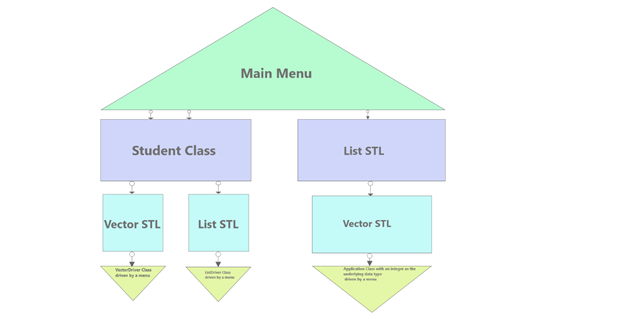 Main Menu
Student Class
List STL
Vector STL
List STL
Vector STL
VectorDriver Class
driven by a menu
ListDriver Class
driven by a menu
Application Class with an integer as the
underlying data type
driven by a menu